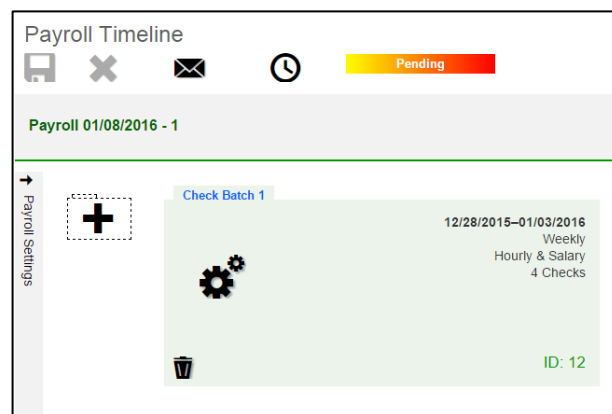 Payroll Timeline
Pending
Payroll 01/08/2016 - 1
Payroll Settings
Check Batch 1
12/28/2015–01/03/2016
Weekly
Hourly & Salary
4 Checks
ID: 12